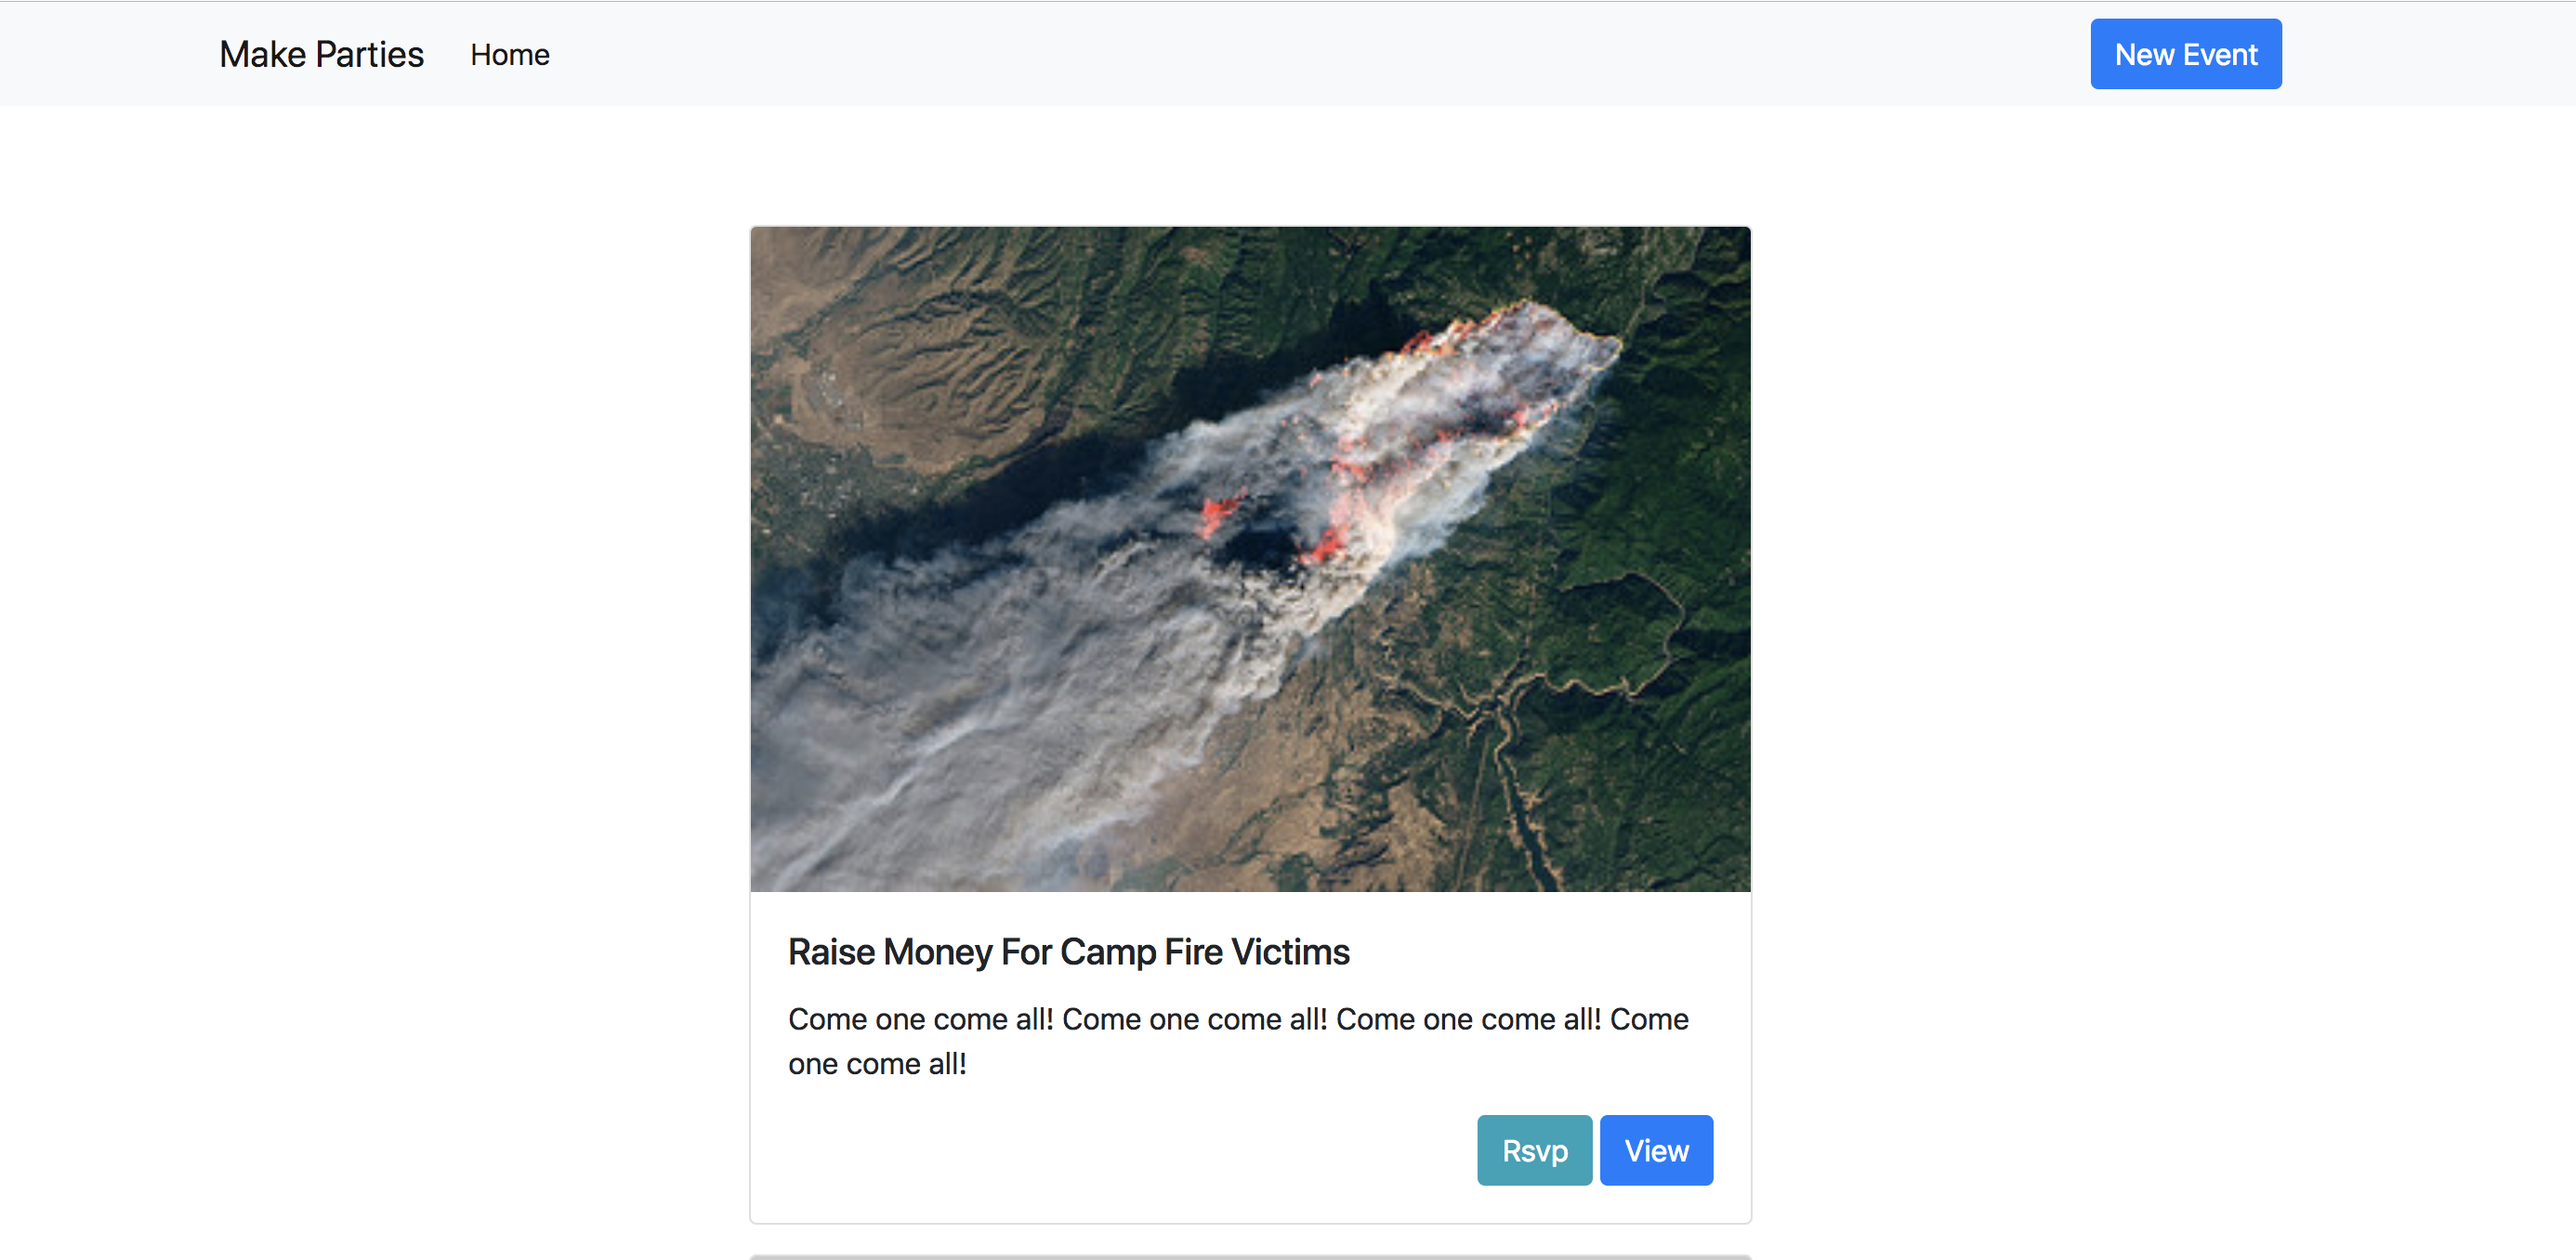 Make Parties Home New Event
Raise Money For Camp Fire Victims
Come one come all! Come one come all! Come one come all! Come
one come all!
Rsvp View